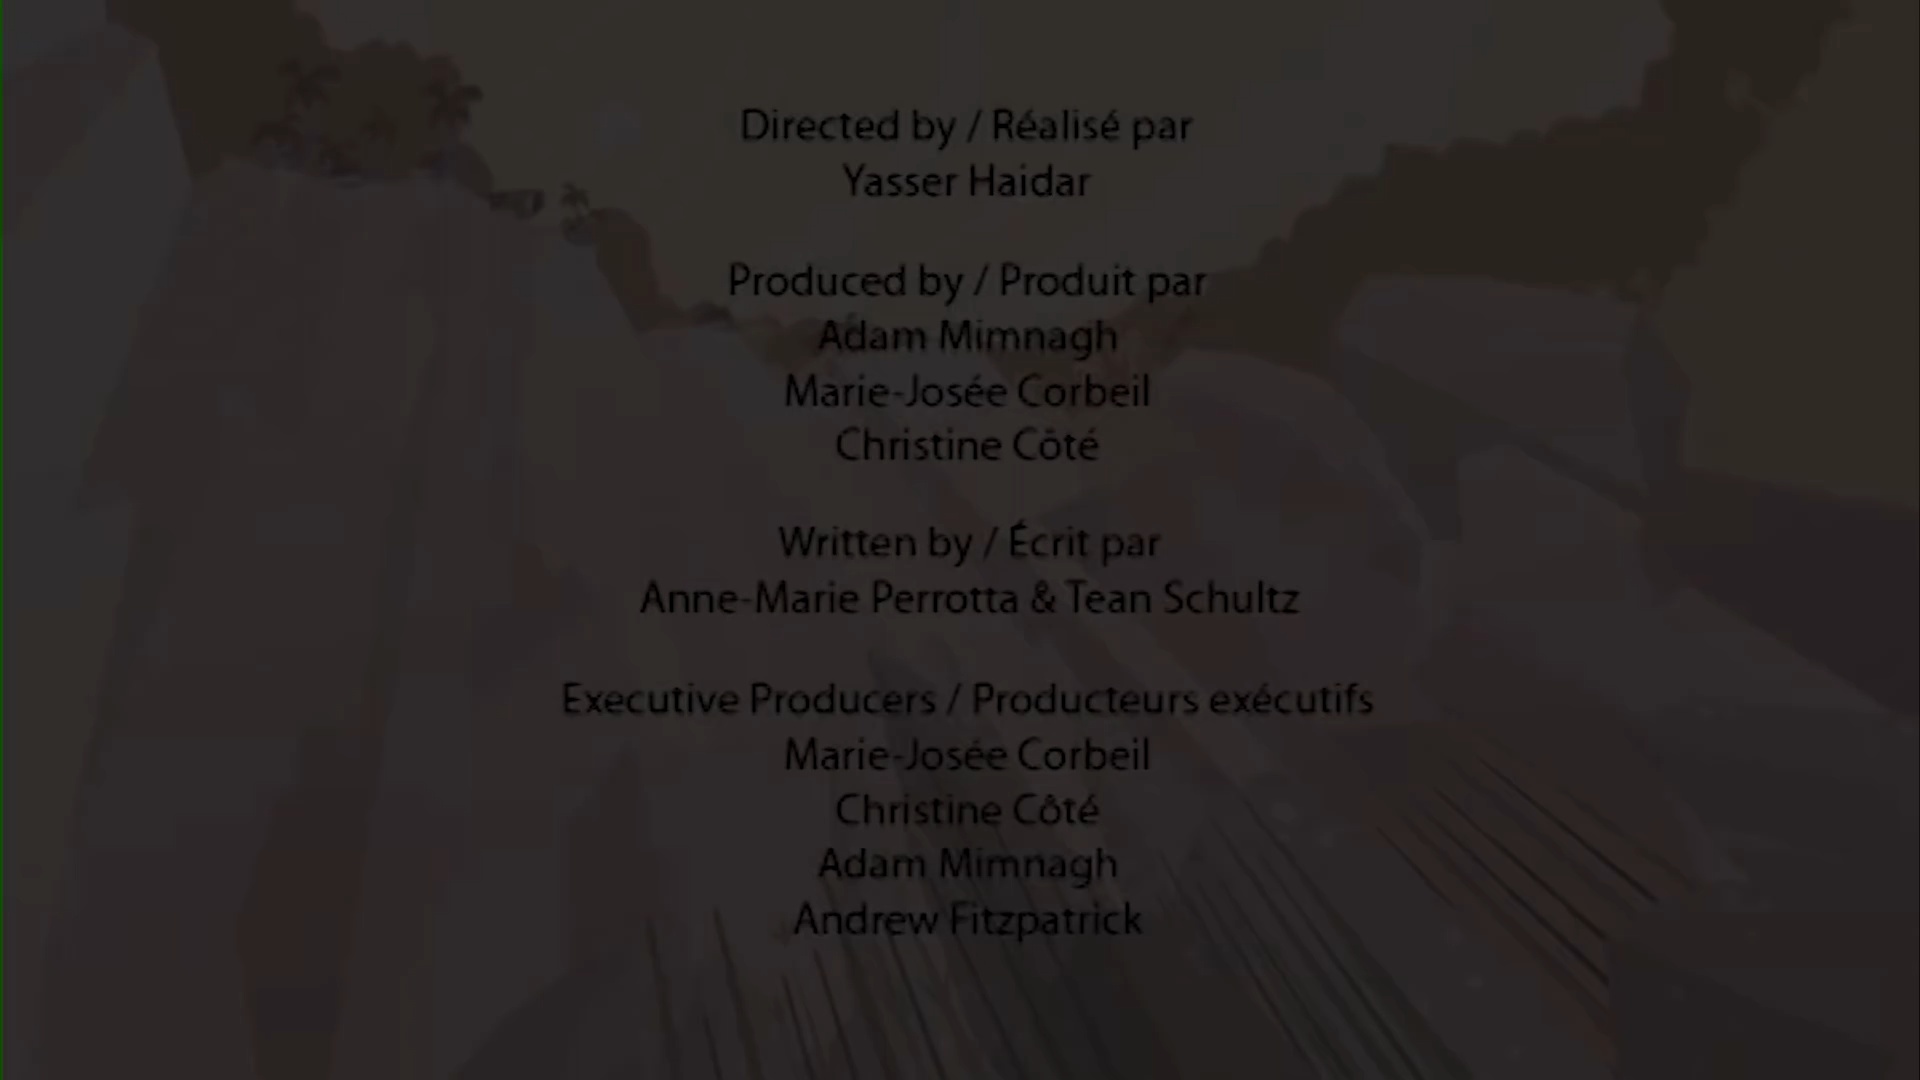 Directed by / Réalisé par
Yasser Haidar
Produced by / Produit par
Adam Mimnagh
Marie-Josée Corbeil
Christine Côté
Written by / Écrit par
Anne-Marie Perrotta & Tean Schultz
Executive Producers / Producteurs exécutifs
Marie-Josée Corbeil
Christine Côté
Adam Mimnagh
Andrew Fitzpatrick